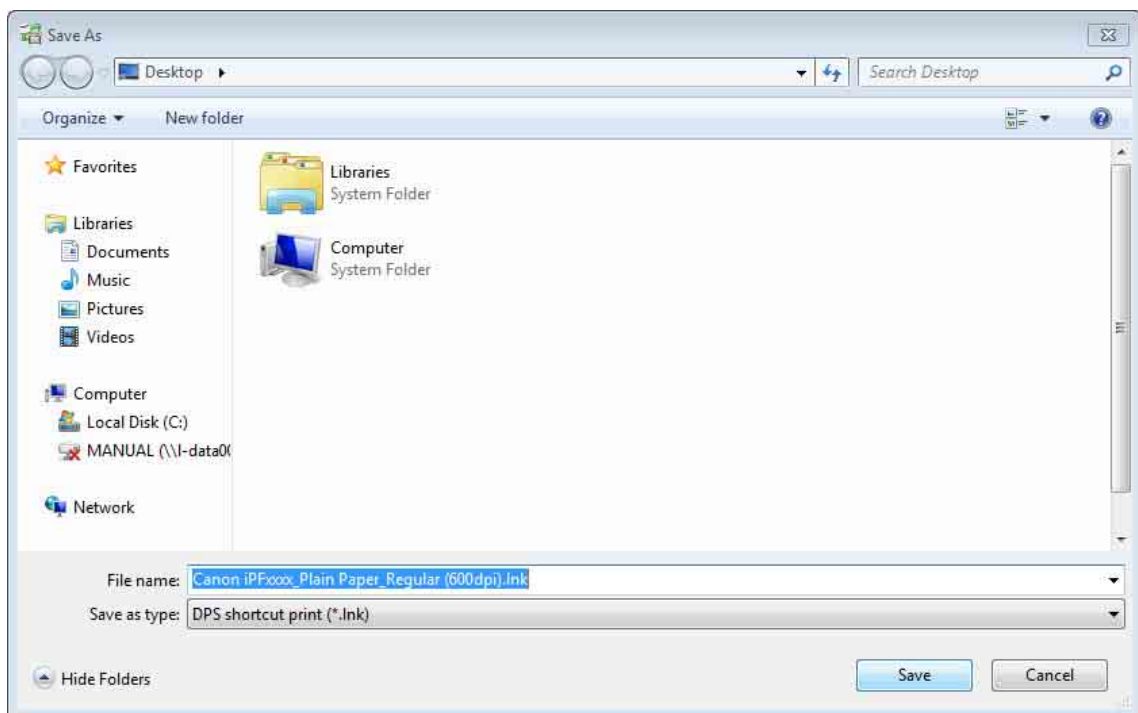 Save As
Desktop
Search Desktop
Organize
New folder
Favorites
Libraries
Documents
Music
Pictures
Videos
Computer
Local Disk (C:)
MANUAL (\\I-data00
Network
Libraries
System Folder
Computer
System Folder
File name: Canon iPFxxxx_Plain Paper_Regular (600dpi).lnk
Save as type: DPS shortcut print (*.lnk)
Hide Folders
Save
Cancel